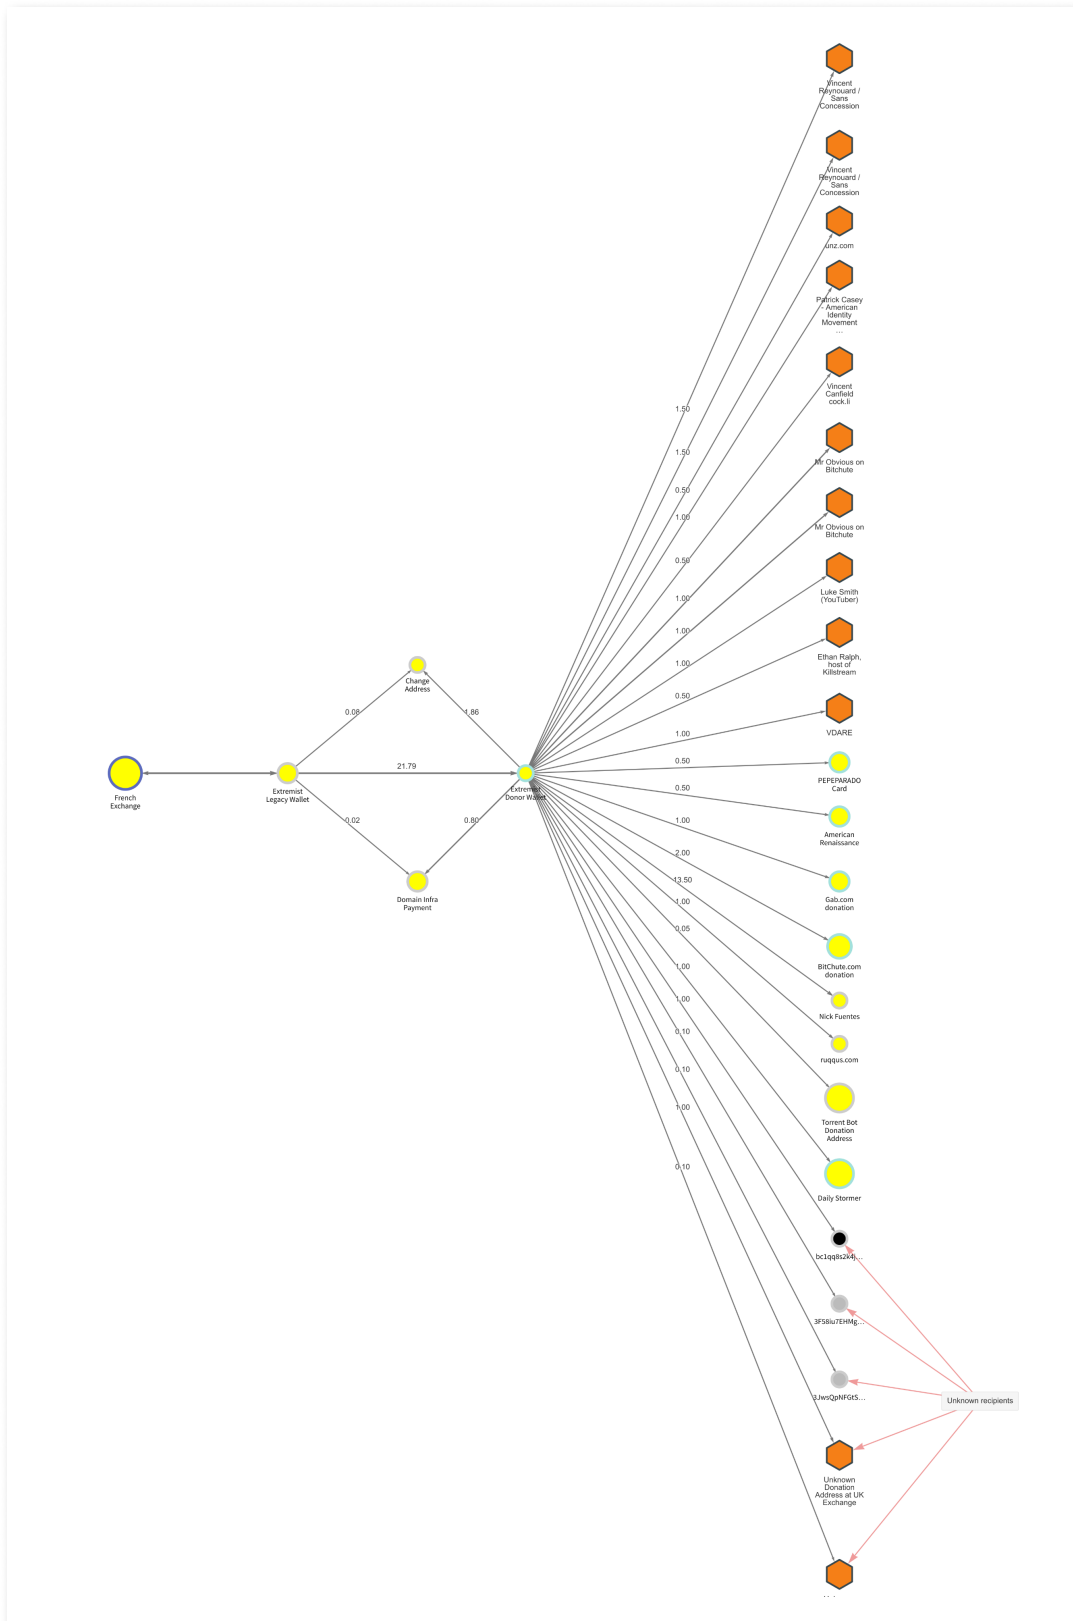 Vincent
Reynouard /
Sans
Concession
Vincent
Reynouard /
Sans
Concession
unz.com
Patrick Casey
- American
Identity
Movement
...
Vincent
Canfield
cock.li
Mr Obvious on
Bitchute
Mr Obvious on
Bitchute
Luke Smith
(YouTuber)
Ethan Ralph,
host of
Killstream
VDARE
PEPEPARADO
Card
American
Renaissance
Gab.com
donation
BitChute.com
donation
Nick Fuentes
ruqqus.com
Torrent Bot
Donation
Address
Daily Stormer
bc1qq8s2k4j...
3F58iu7EHMg...
3JwsQpNFGtS...
Unknown
Donation
Address at UK
Exchange
Unknown recipients
1.50
1.50
0.50
1.00
0.50
1.00
1.00
1.00
0.50
1.00
0.50
0.50
1.00
2.00
13.50
1.00
0.05
1.00
1.00
0.10
0.10
1.00
0.10
Change
Address
0.08
1.86
21.79
French
Exchange
Extremist
Legacy Wallet
Extremist
Donor Wallet
0.02
0.80
Domain Infra
Payment